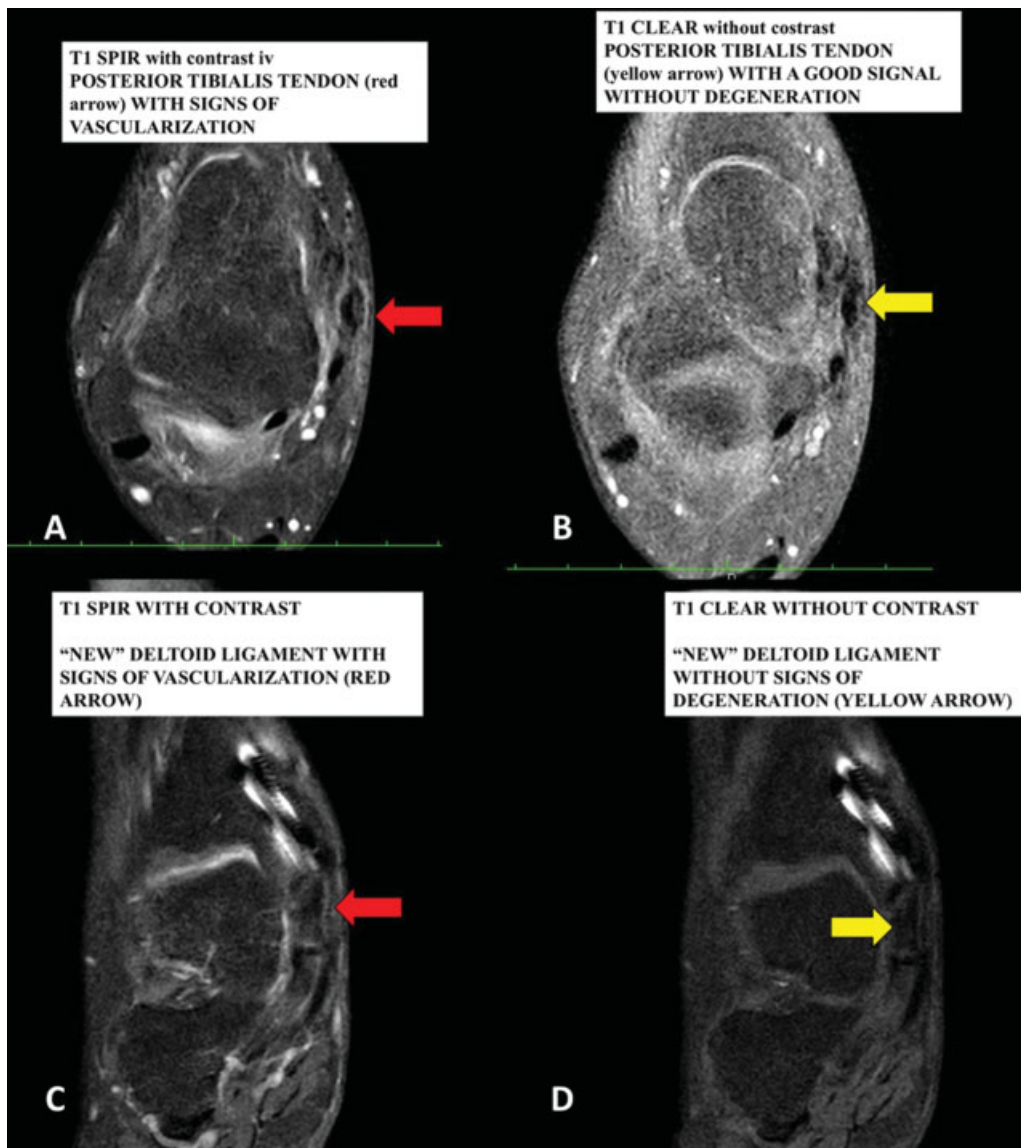 T1 SPIR with contrast iv
POSTERIOR TIBIALIS TENDON (red
arrow) WITH SIGNS OF
VASCULARIZATION
T1 CLEAR without costrast
POSTERIOR TIBIALIS TENDON
(yellow arrow) WITH A GOOD SIGNAL
WITHOUT DEGENERATION
A
B
T1 SPIR WITH CONTRAST
“NEW” DELTOID LIGAMENT WITH
SIGNS OF VASCULARIZATION (RED
ARROW)
T1 CLEAR WITHOUT CONTRAST
“NEW” DELTOID LIGAMENT
WITHOUT SIGNS OF
DEGENERATION (YELLOW ARROW)
C
D